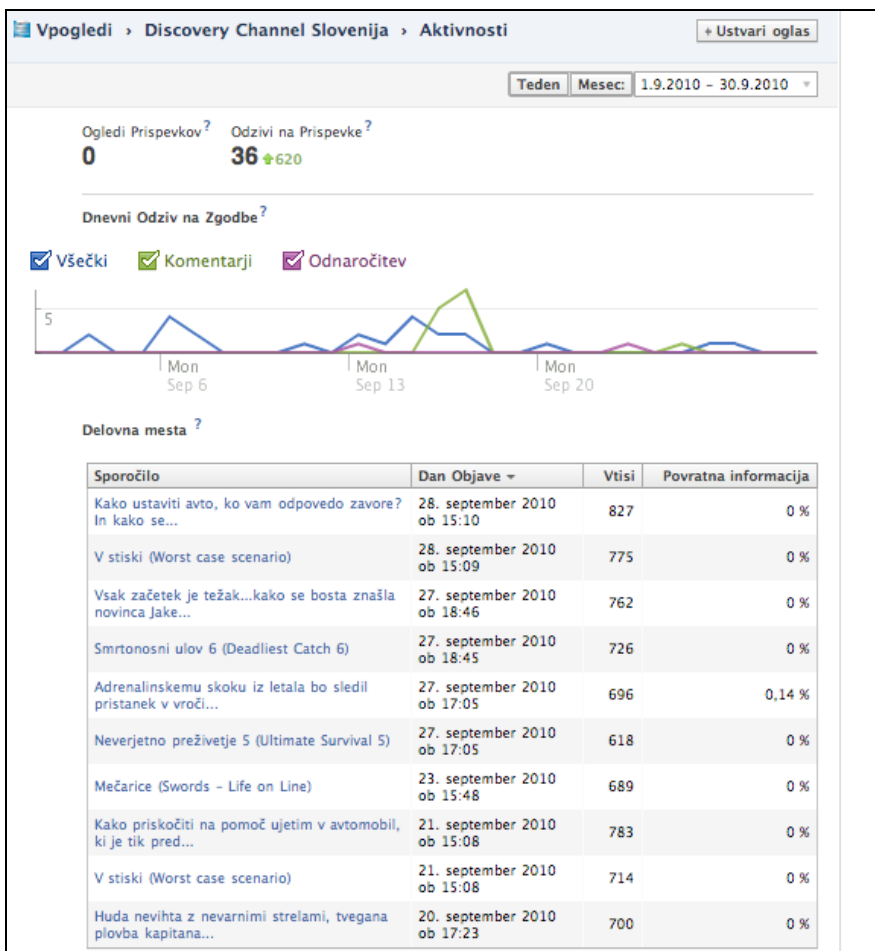 Vpogledi › Discovery Channel Slovenija › Aktivnosti
+ Ustvari oglas
Teden Mesec: 1.9.2010 - 30.9.2010
Ogledi Prispevkov? Odzivi na Prispevke?
0 36 620
Dnevni Odziv na Zgodbe?
Všečki Komentarji Odnaročitev
5
Mon Mon Mon
Sep 6 Sep 13 Sep 20
Delovna mesta ?
Sporočilo Dan Objave Vtisi Povratna informacija
Kako ustaviti avto, ko vam odpovedo zavore? 28. september 2010
In kako se... ob 15:10 827 0 %
V stiski (Worst case scenario) 28. september 2010
ob 15:09 775 0 %
Vsak začetek je težak...kako se bosta znašla 27. september 2010
novinca Jake... ob 18:46 762 0 %
Smrtonosni ulov 6 (Deadliest Catch 6) 27. september 2010
ob 18:45 726 0 %
Adrenalinskemu skoku iz letala bo sledil 27. september 2010
pristanek v vroči... ob 17:05 696 0,14 %
Neverjetno preživetje 5 (Ultimate Survival 5) 27. september 2010
ob 17:05 618 0 %
Mečarice (Swords - Life on Line) 23. september 2010
ob 15:48 689 0 %
Kako priskočiti na pomoč ujetim v avtomobil, 21. september 2010
ki je tik pred... ob 15:08 783 0 %
V stiski (Worst case scenario) 21. september 2010
ob 15:08 714 0 %
Huda nevihta z nevarnimi strelami, tvegana 20. september 2010
plovba kapitana... ob 17:23 700 0 %